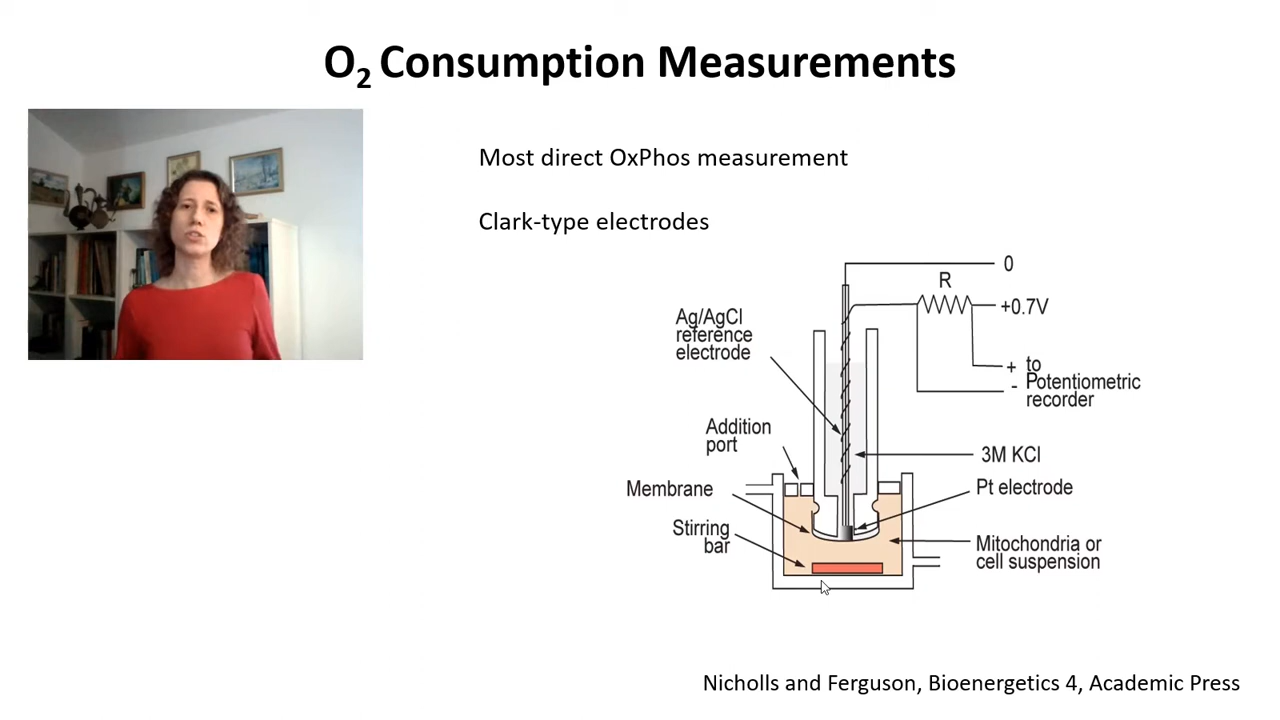 O2 Consumption Measurements
Most direct OxPhos measurement
Clark-type electrodes
0
R
+0.7V
Ag/AgCl
reference
electrode
+ to
- Potentiometric
recorder
Addition
port
3M KCl
Membrane
Pt electrode
Stirring
bar
Mitochondria or
cell suspension
Nicholls and Ferguson, Bioenergetics 4, Academic Press